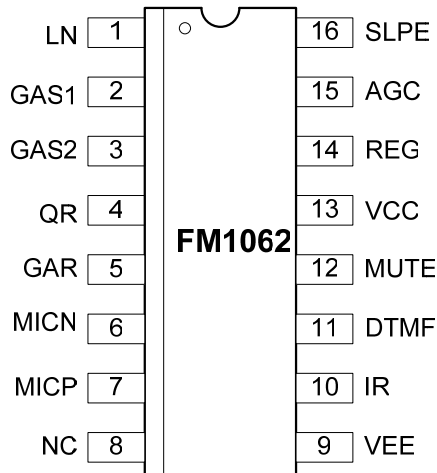 LN 1 16 SLPE
GAS1 2 15 AGC
GAS2 3 14 REG
QR 4 13 VCC
FM1062
GAR 5 12 MUTE
MICN 6 11 DTMF
MICP 7 10 IR
NC 8 9 VEE